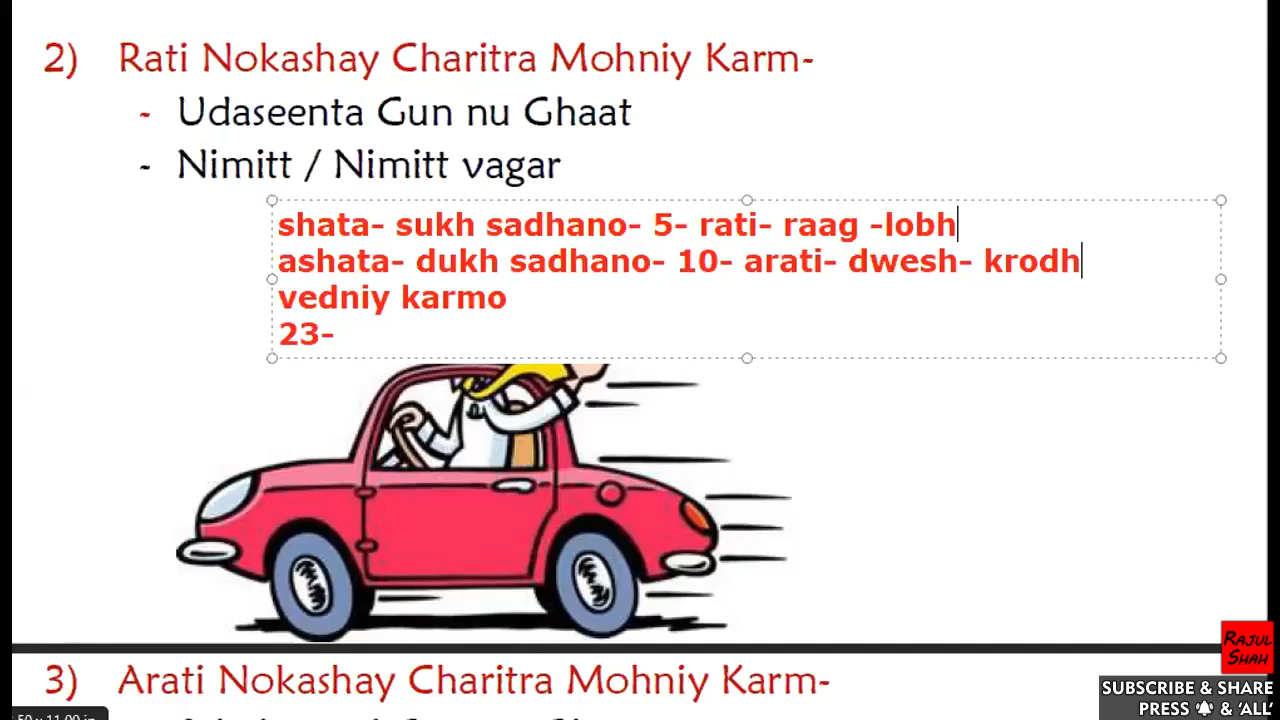 2) Rati Nokashay Charitra Mohniy Karm-
- Udaseenta Gun nu Ghaat
- Nimitt / Nimitt vagar
shata- sukh sadhano- 5- rati- raag -lobh
ashata- dukh sadhano- 10- arati- dwesh- krodh
vedniy karmo
23-
3) Arati Nokashay Charitra Mohniy Karm-
RAJUL
SHAH
SUBSCRIBE & SHARE
PRESS & 'ALL'